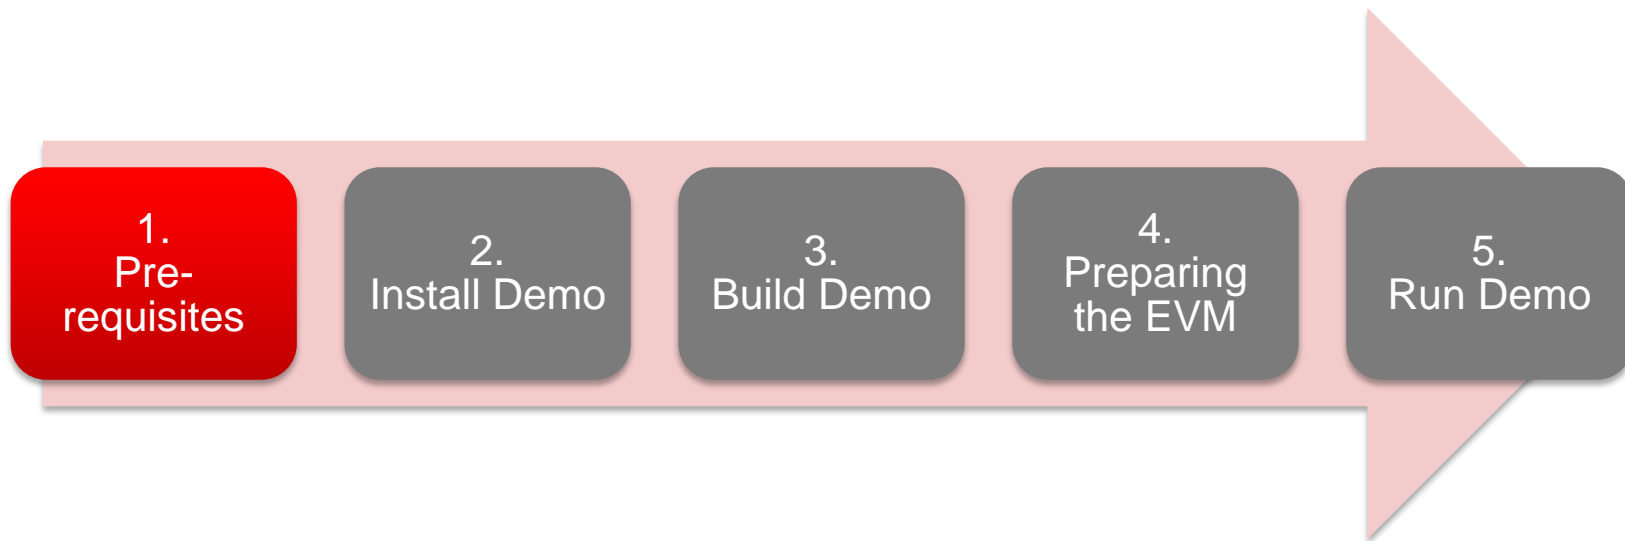 1.
Pre-
requisites
2.
Install Demo
3.
Build Demo
4.
Preparing
the EVM
5.
Run Demo